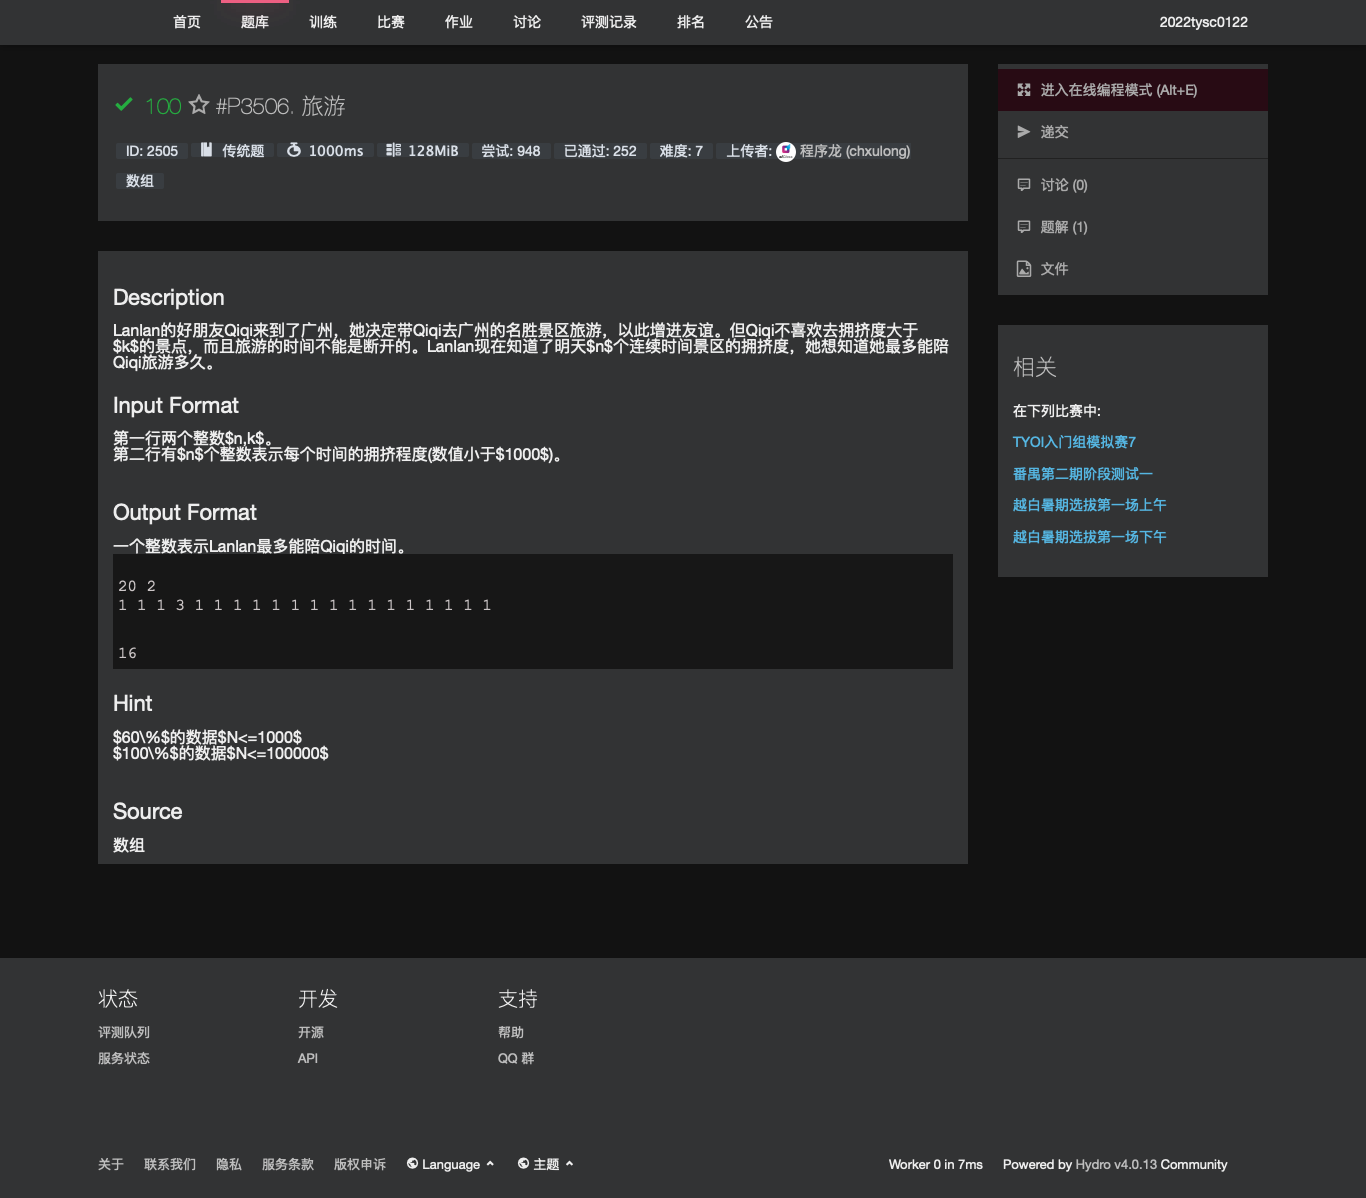 首页 题库 训练 比赛 作业 讨论 评测记录 排名 公告 2022tysc0122
100 #P3506. 旅游
ID: 2505 传统题 1000ms 128MiB 尝试: 948 已通过: 252 难度: 7 上传者: 程序龙 (chxulong)
数组
Description
Lanlan的好朋友Qiqi来到了广州，她决定带Qiqi去广州的名胜景区旅游，以此增进友谊。但Qiqi不喜欢去拥挤度大于
$k$的景点，而且旅游的时间不能是断开的。Lanlan现在知道了明天$n$个连续时间景区的拥挤度，她想知道她最多能陪
Qiqi旅游多久。
Input Format
第一行两个整数$n,k$。
第二行有$n$个整数表示每个时间的拥挤程度(数值小于$1000$)。
Output Format
一个整数表示Lanlan最多能陪Qiqi的时间。
20 2
1 1 1 3 1 1 1 1 1 1 1 1 1 1 1 1 1 1 1 1
16
Hint
$60\%$的数据$N<=1000$
$100\%$的数据$N<=100000$
Source
数组
进入在线编程模式 (Alt+E)
递交
讨论 (0)
题解 (1)
文件
相关
在下列比赛中:
TYOI入门组模拟赛7
番禺第二期阶段测试一
越白暑期选拔第一场上午
越白暑期选拔第一场下午
状态 开发 支持
评测队列 开源 帮助
服务状态 API QQ 群
关于 联系我们 隐私 服务条款 版权申诉 Language 主题 Worker 0 in 7ms Powered by Hydro v4.0.13 Community